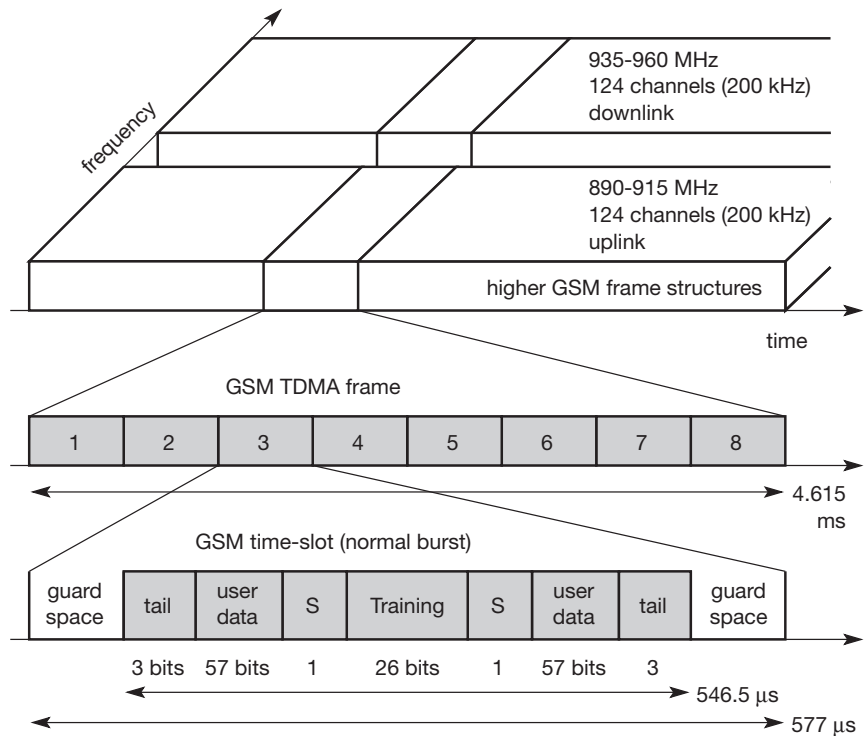 frequency
935-960 MHz
124 channels (200 kHz)
downlink
890-915 MHz
124 channels (200 kHz)
uplink
higher GSM frame structures
time
GSM TDMA frame
1 2 3 4 5 6 7 8
4.615
ms
GSM time-slot (normal burst)
guard
space
tail
user
data
S
Training
S
user
data
tail
guard
space
3 bits 57 bits 1 26 bits 1 57 bits 3
546.5 µs
577 µs